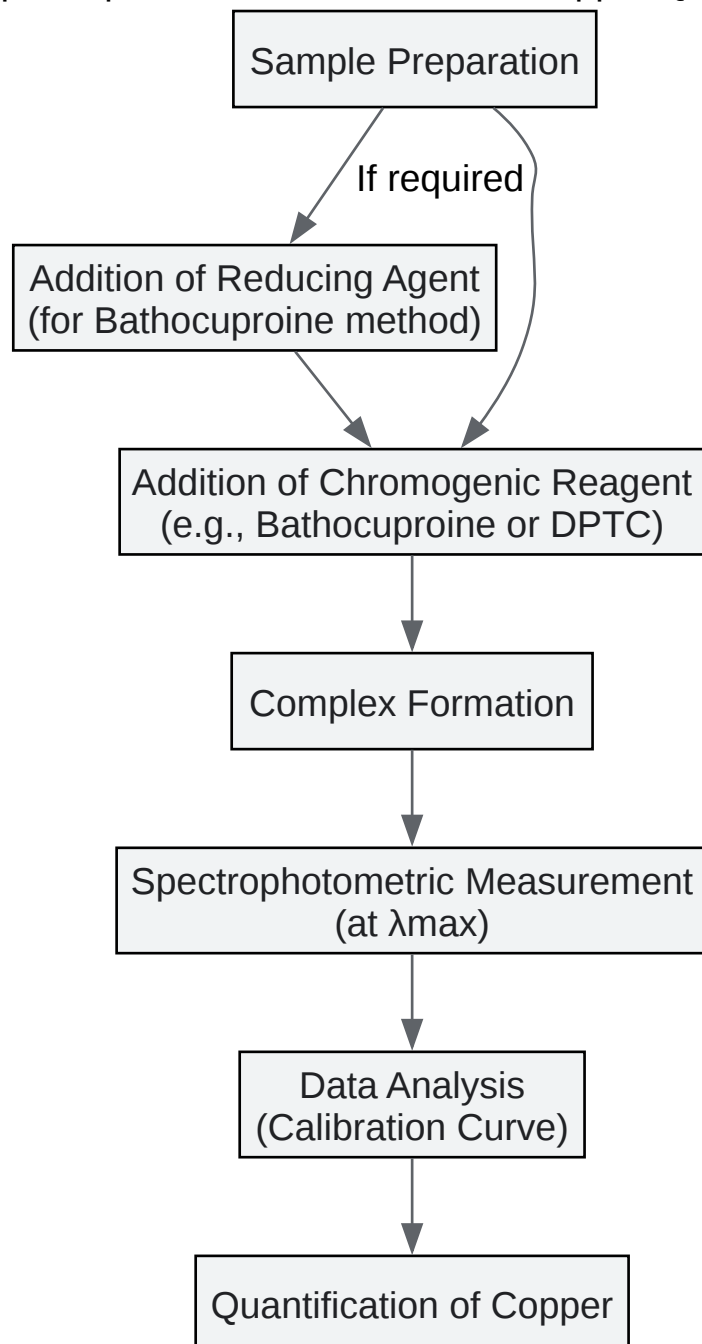 Sample Preparation
If required
Addition of Reducing Agent
(for Bathocuproine method)
Addition of Chromogenic Reagent
(e.g., Bathocuproine or DPTC)
Complex Formation
Spectrophotometric Measurement
(at λmax)
Data Analysis
(Calibration Curve)
Quantification of Copper